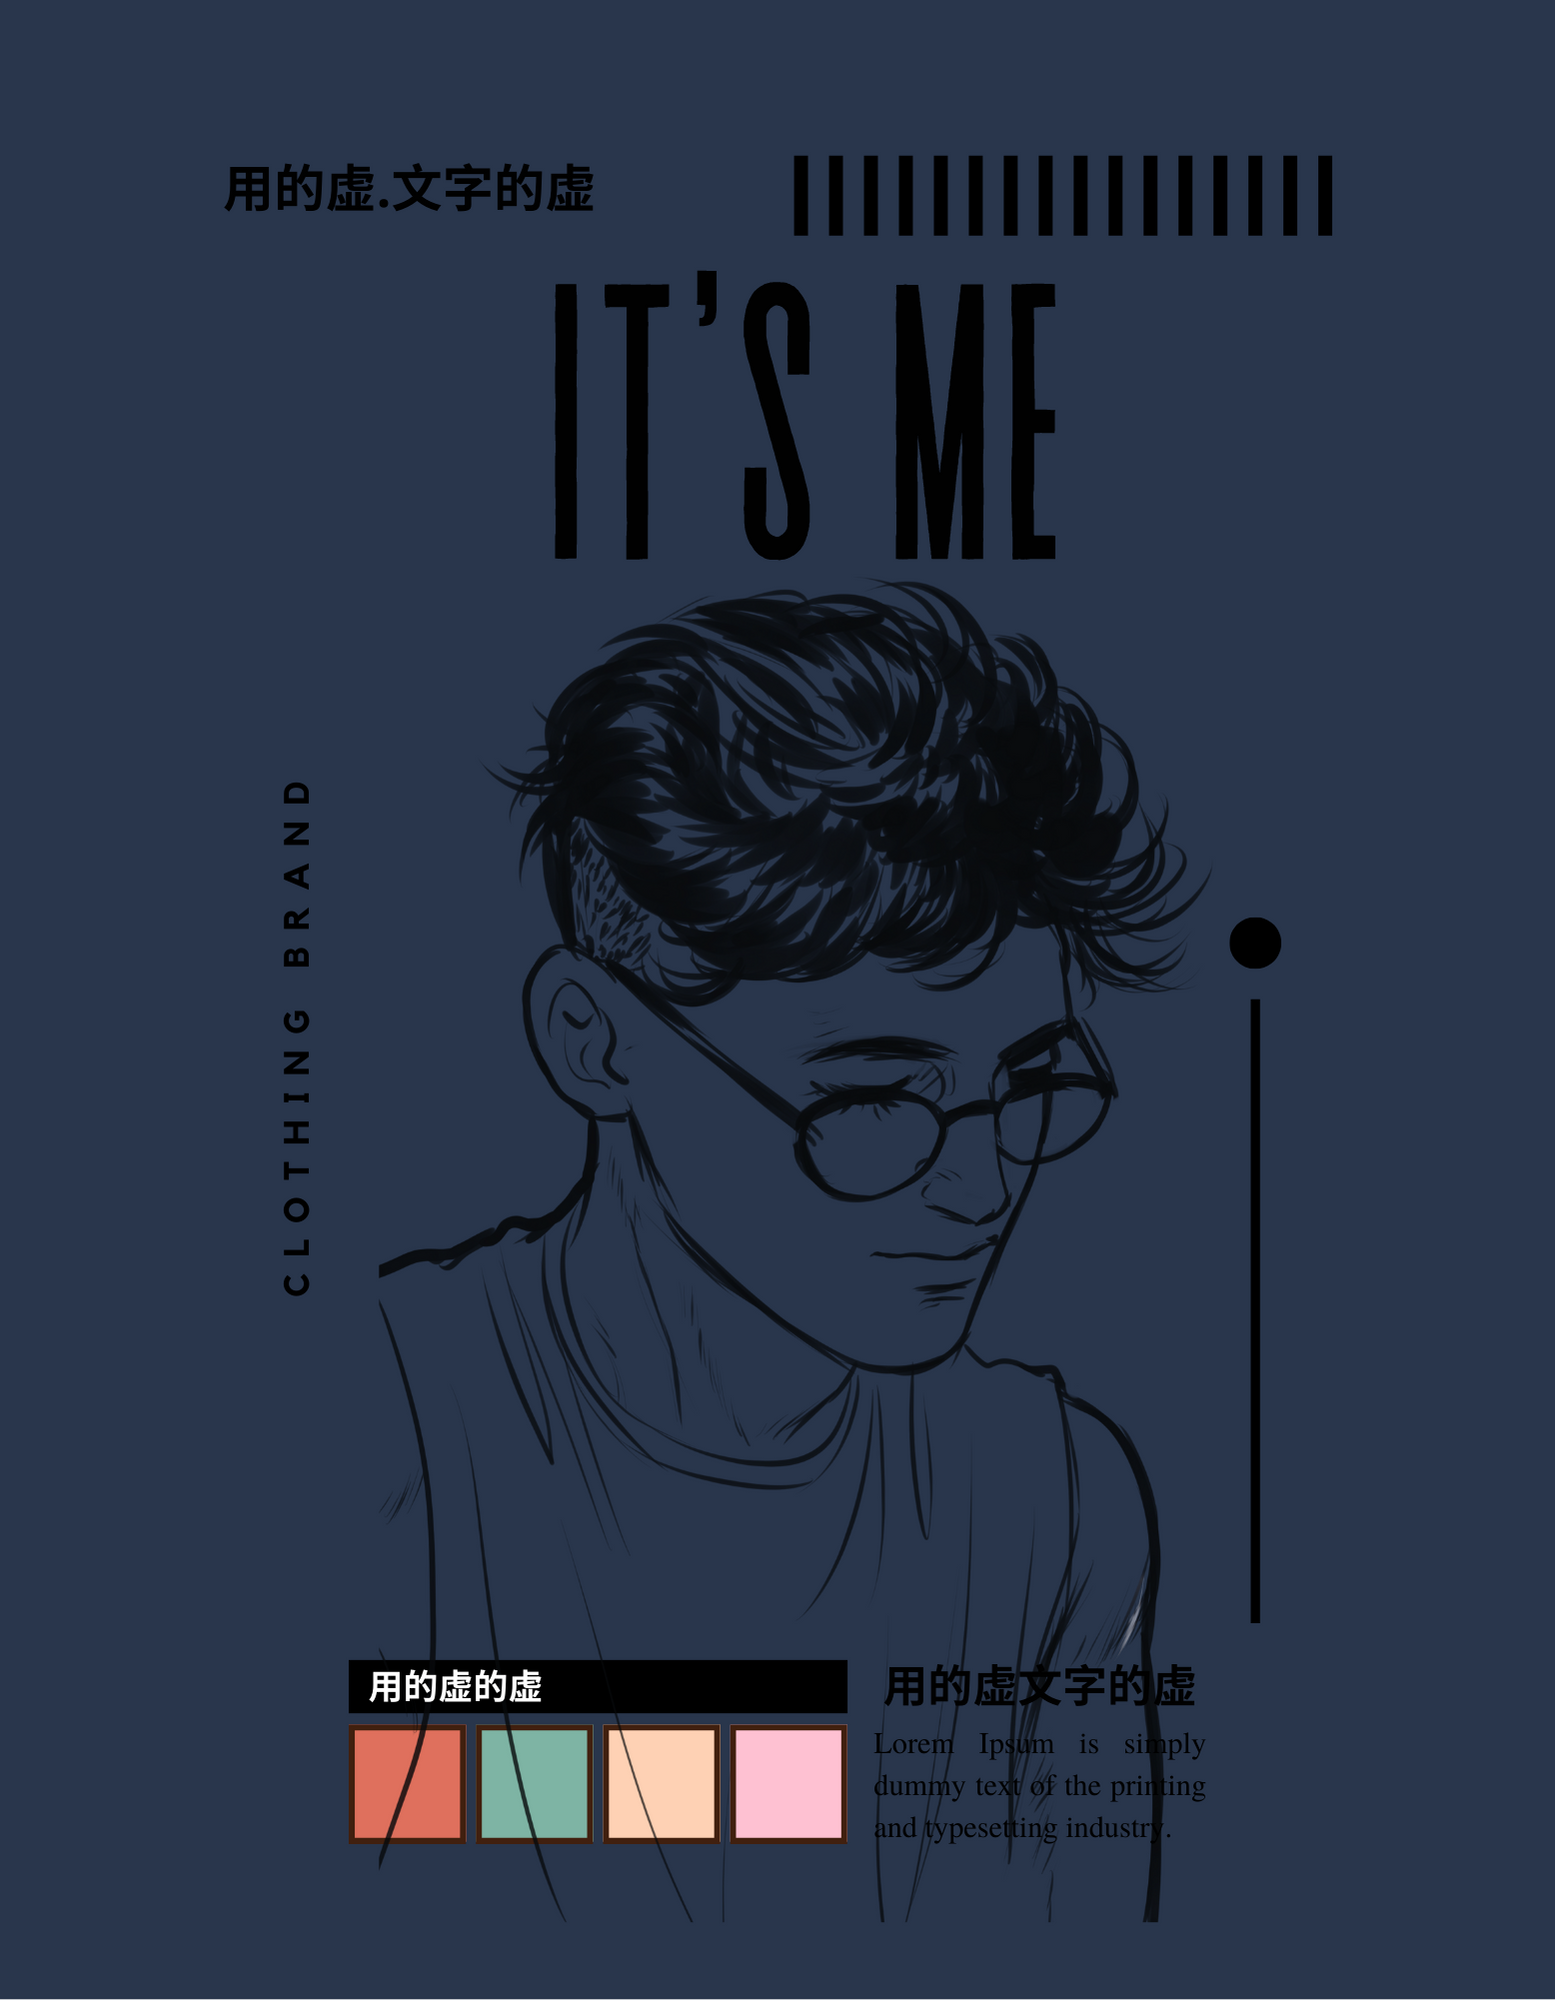 用的虚.文字的虚
IT’S ME
CLOTHING BRAND
用的虚的虚
用的虚文字的虚
Lorem Ipsum is simply
dummy text of the printing
and typesetting industry.